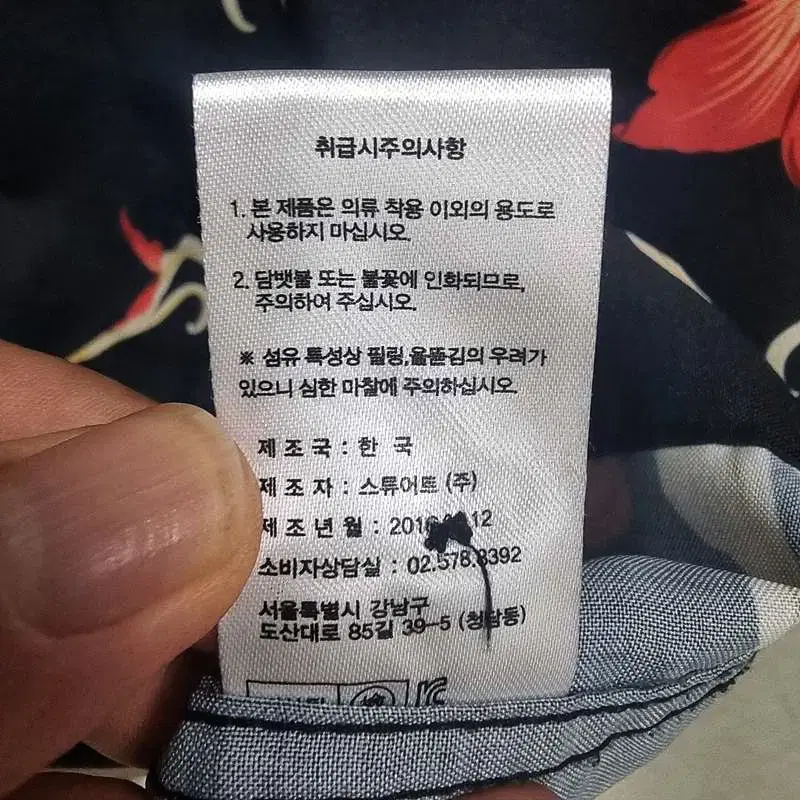 취급시주의사항
1. 본 제품은 의류 착용 이외의 용도로
사용하지 마십시오.
2. 담뱃불 또는 불꽃에 인화되므로,
주의하여 주십시오.
※ 섬유 특성상 필링,올뜯김의 우려가
있으니 심한 마찰에 주의하십시오.
제 조 국 : 한 국
제 조 자 : 스튜어트 (주)
제 조 년 월 : 12
소비자상담실 : 02.578.8392
서울특별시 강남구
도산대로 85길 39-5 (청담동)